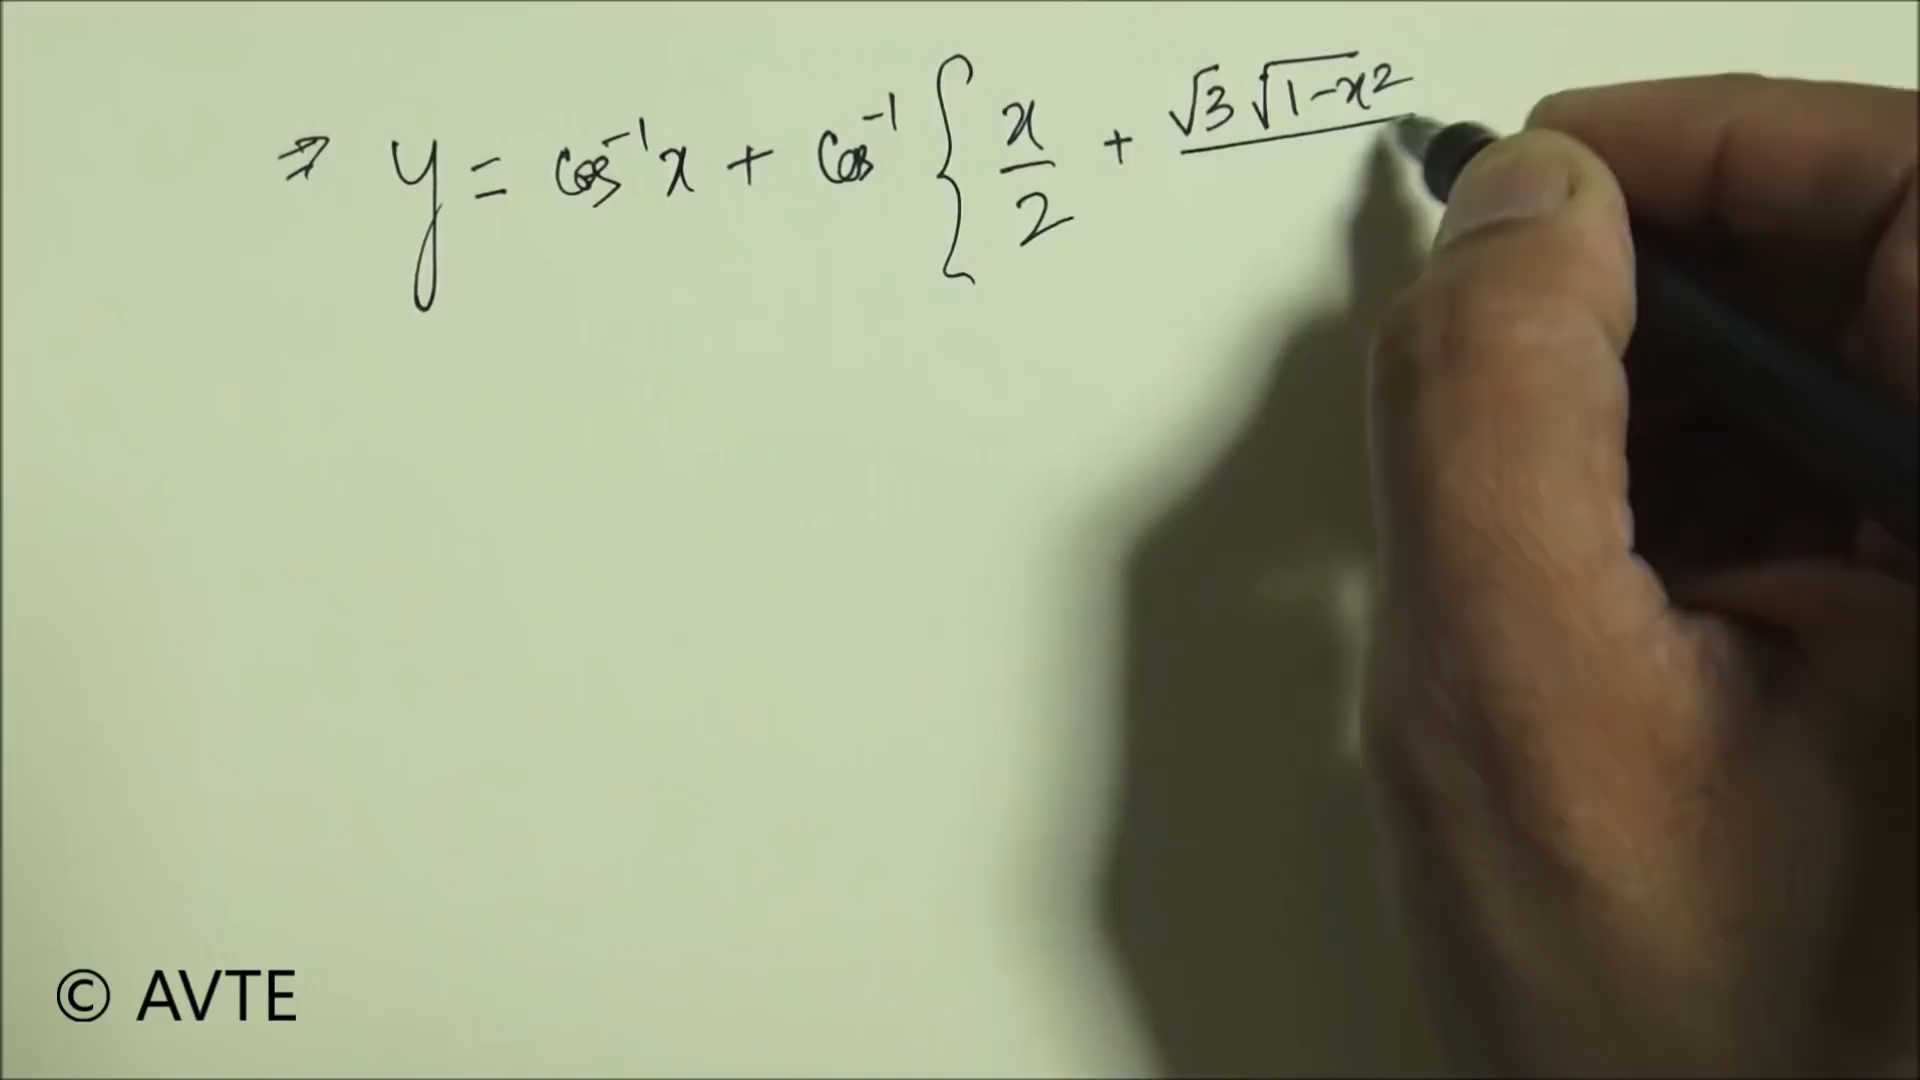 ⇒ y = cos⁻¹x + cos⁻¹ { x/2 + √3 √1-x2
© AVTE